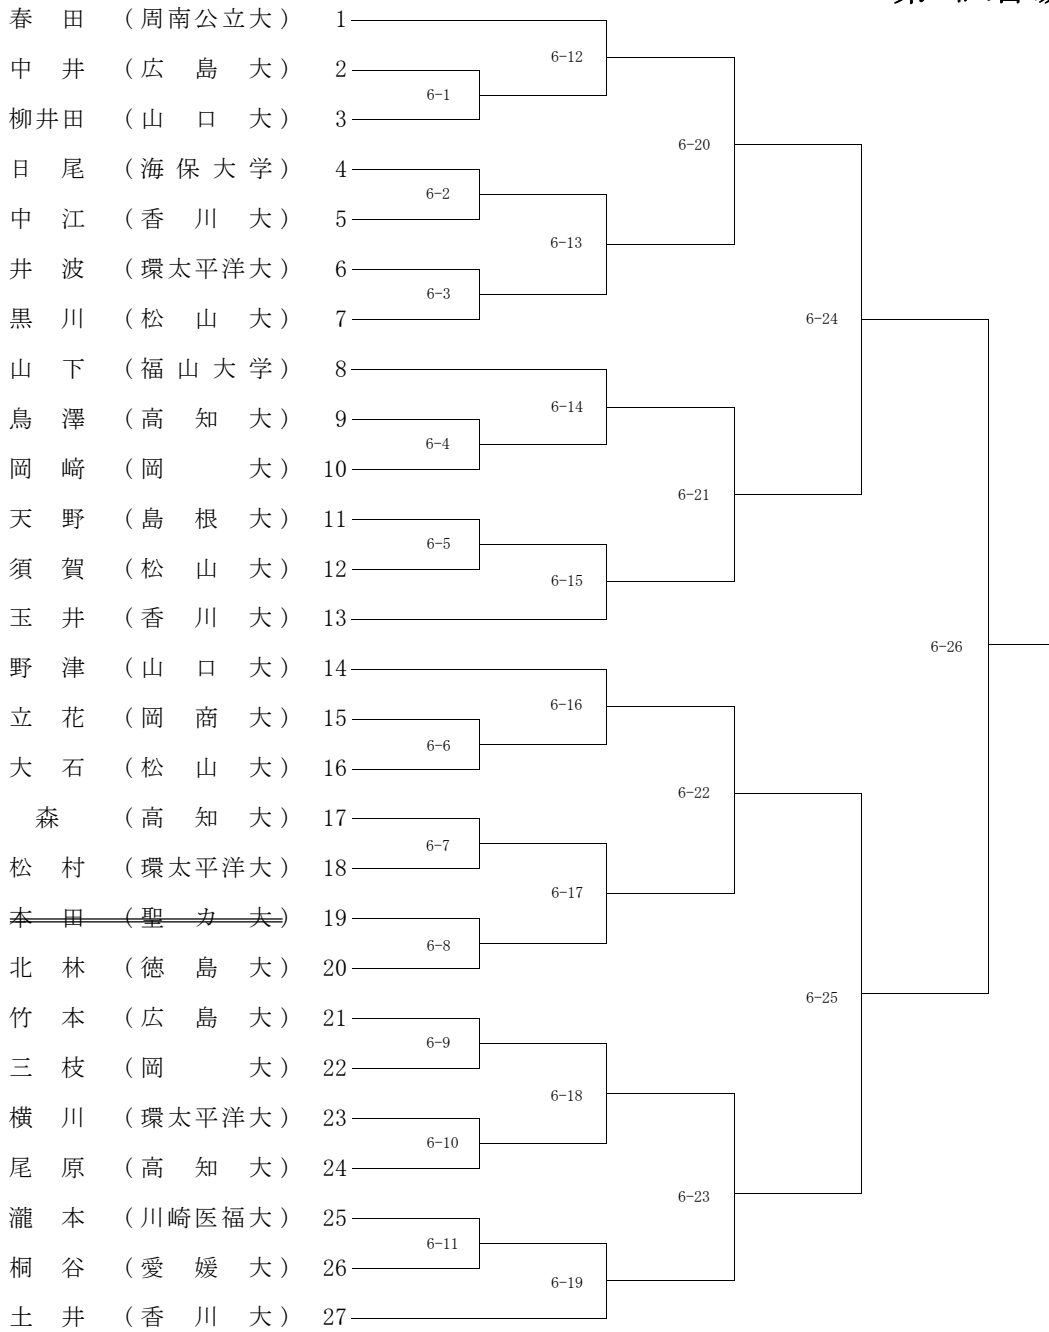 春田 (周南公立大) 1
6-12
中井 (広島大) 2
6-1
柳井田 (山口大) 3
6-20
日尾 (海保大学) 4
6-2
中江 (香川大) 5
6-13
井波 (環太平洋大) 6
6-3
黒川 (松山大) 7
6-24
山下 (福山大学) 8
6-14
鳥澤 (高知大) 9
6-4
岡﨑 (岡大) 10
6-21
天野 (島根大) 11
6-5
須賀 (松山大) 12
6-15
玉井 (香川大) 13
6-26
野津 (山口大) 14
6-16
立花 (岡商大) 15
6-6
大石 (松山大) 16
6-22
森 (高知大) 17
6-7
松村 (環太平洋大) 18
6-17
本田 (聖カ大) 19
6-8
北林 (徳島大) 20
6-25
竹本 (広島大) 21
6-9
三枝 (岡大) 22
6-18
横川 (環太平洋大) 23
6-10
尾原 (高知大) 24
6-23
瀧本 (川崎医福大) 25
6-11
桐谷 (愛媛大) 26
6-19
土井 (香川大) 27